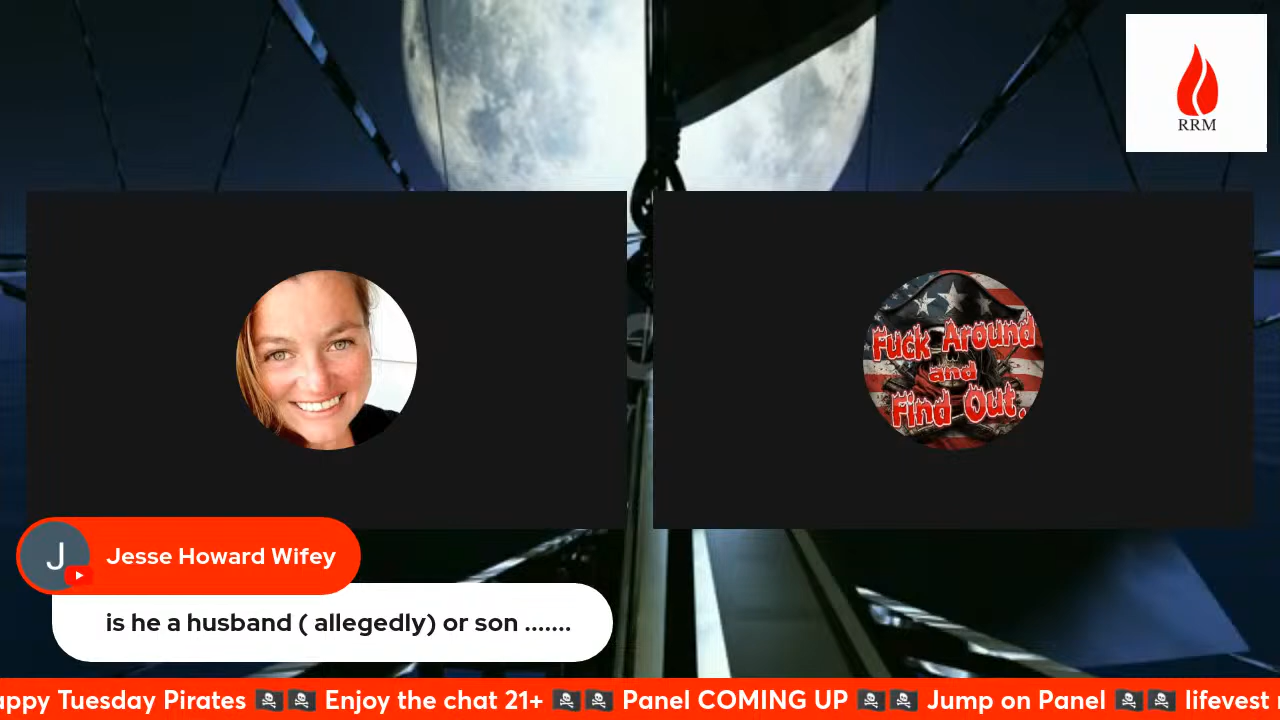 RRM
Fuck Around
and
Find Out.
J
Jesse Howard Wifey
is he a husband ( allegedly) or son .......
appy Tuesday Pirates 🏴‍☠️🏴‍☠️ Enjoy the chat 21+ 🏴‍☠️🏴‍☠️ Panel COMING UP 🏴‍☠️🏴‍☠️ Jump on Panel 🏴‍☠️🏴‍☠️ lifevest